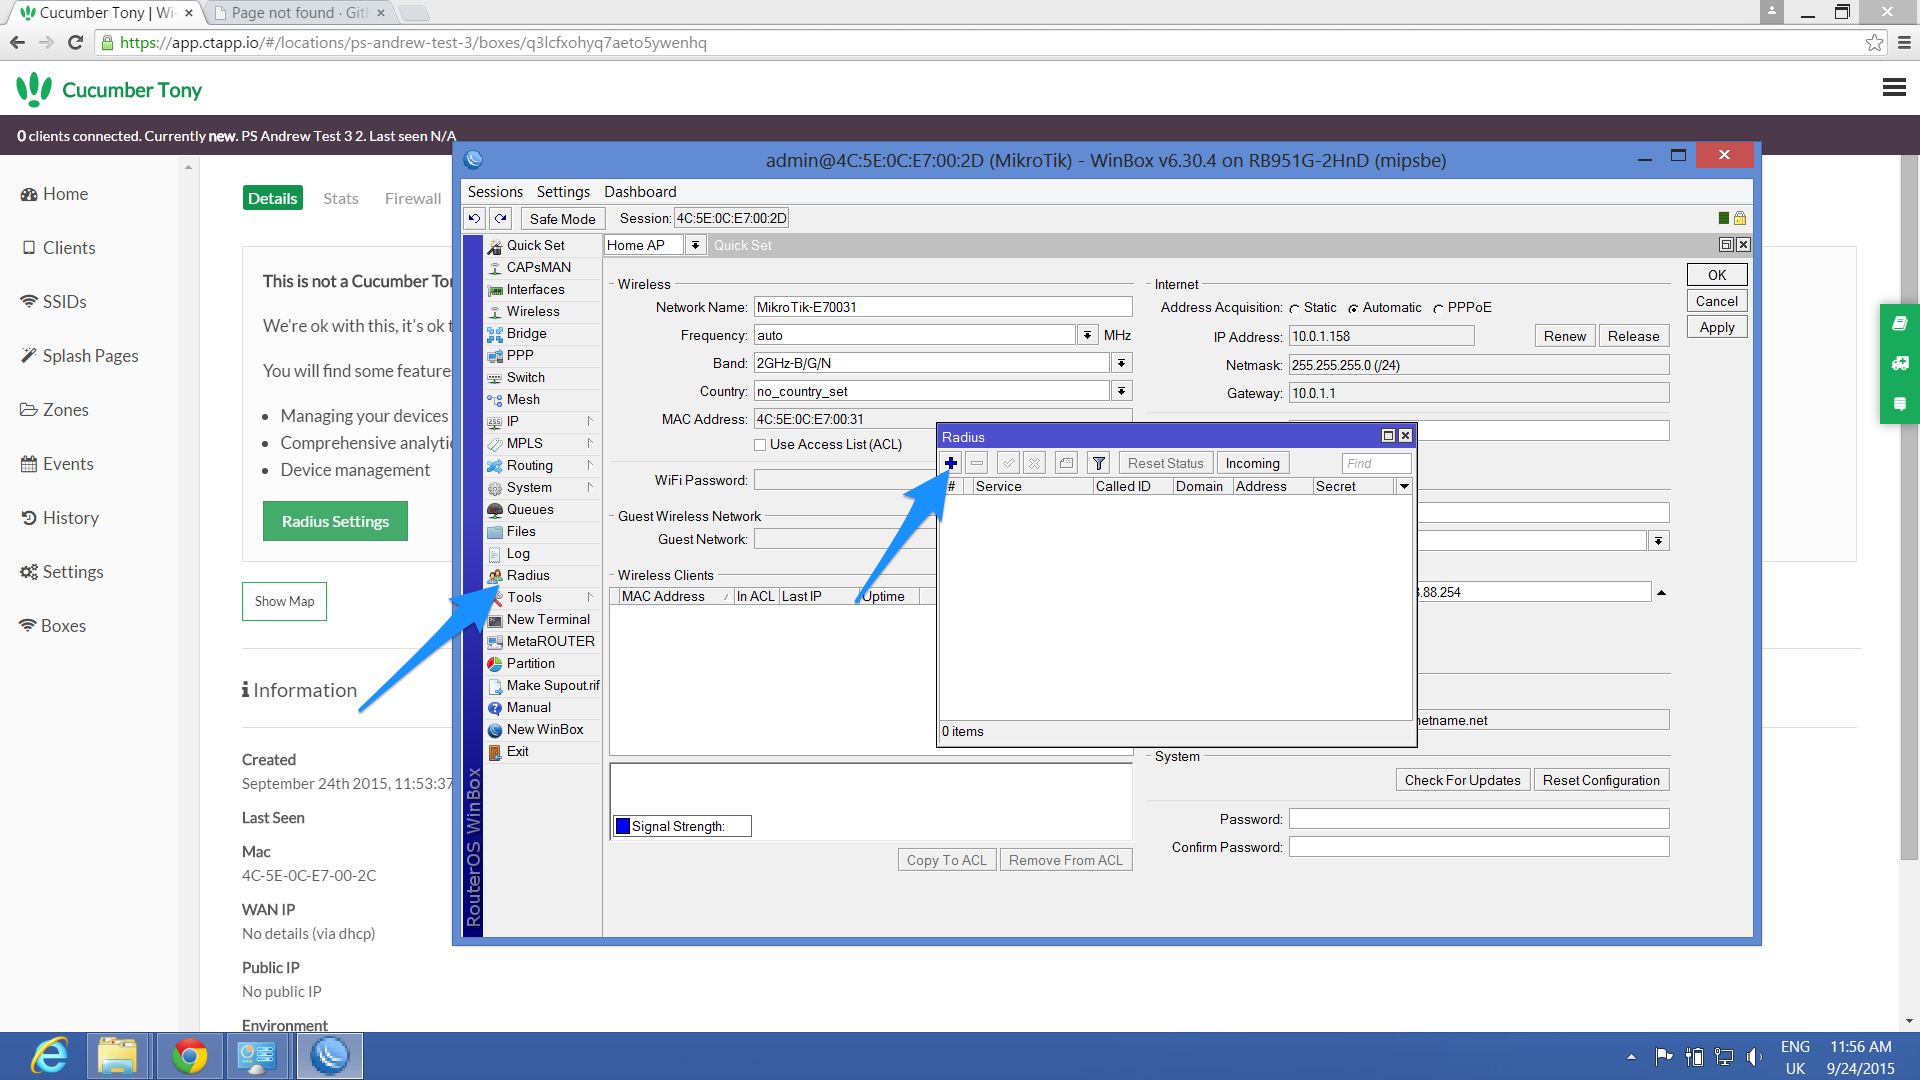 Cucumber Tony | Wi-
Page not found · Git
https://app.ctapp.io/#/locations/ps-andrew-test-3/boxes/q3lcfxohyq7aeto5ywenhq
Cucumber Tony
0 clients connected. Currently new. PS Andrew Test 3 2. Last seen N/A
Home
Clients
SSIDs
Splash Pages
Zones
Events
History
Settings
Boxes
Details Stats Firewall
This is not a Cucumber To
We're ok with this, it's ok t
You will find some feature
Managing your devices
Comprehensive analytic
Device management
Radius Settings
Show Map
Information
Created
September 24th 2015, 11:53:37
Last Seen
Mac
4C-5E-0C-E7-00-2C
WAN IP
No details (via dhcp)
Public IP
No public IP
Environment
admin@4C:5E:0C:E7:00:2D (MikroTik) - WinBox v6.30.4 on RB951G-2HnD (mipsbe)
Sessions Settings Dashboard
Safe Mode Session: 4C:5E:0C:E7:00:2D
RouterOS WinBox
Quick Set
CAPsMAN
Interfaces
Wireless
Bridge
PPP
Switch
Mesh
IP
MPLS
Routing
System
Queues
Files
Log
Radius
Tools
New Terminal
MetaROUTER
Partition
Make Supout.rif
Manual
New WinBox
Exit
Home AP Quick Set
Wireless
Network Name: MikroTik-E70031
Frequency: auto MHz
Band: 2GHz-B/G/N
Country: no_country_set
MAC Address: 4C:5E:0C:E7:00:31
Use Access List (ACL)
WiFi Password:
Guest Wireless Network
Guest Network:
Wireless Clients
MAC Address In ACL Last IP Uptime
Signal Strength:
Copy To ACL Remove From ACL
Internet
Address Acquisition: Static Automatic PPPoE
IP Address: 10.0.1.158 Renew Release
Netmask: 255.255.255.0 (/24)
Gateway: 10.0.1.1
OK
Cancel
Apply
Radius
Reset Status Incoming Find
# Service Called ID Domain Address Secret
0 items
.88.254
netname.net
System
Check For Updates Reset Configuration
Password:
Confirm Password:
ENG 11:56 AM
UK 9/24/2015